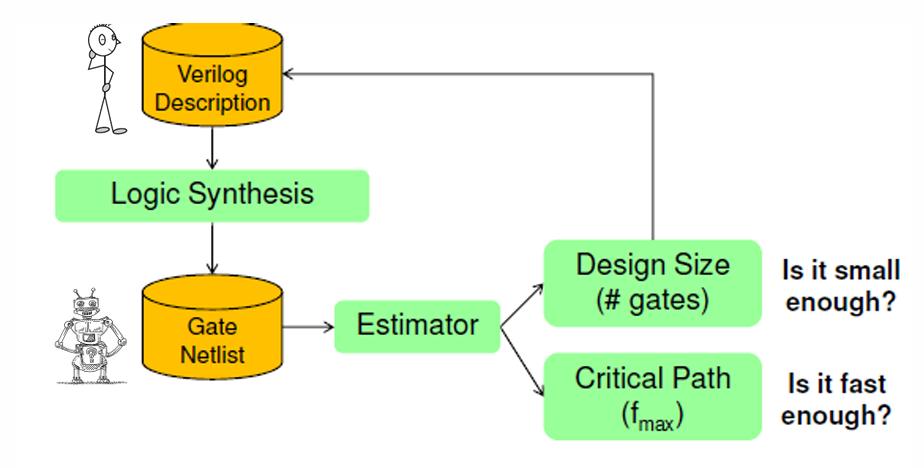 Verilog
Description
Logic Synthesis
Gate
Netlist
Estimator
Design Size
(# gates)
Is it small
enough?
Critical Path
(fmax)
Is it fast
enough?
?